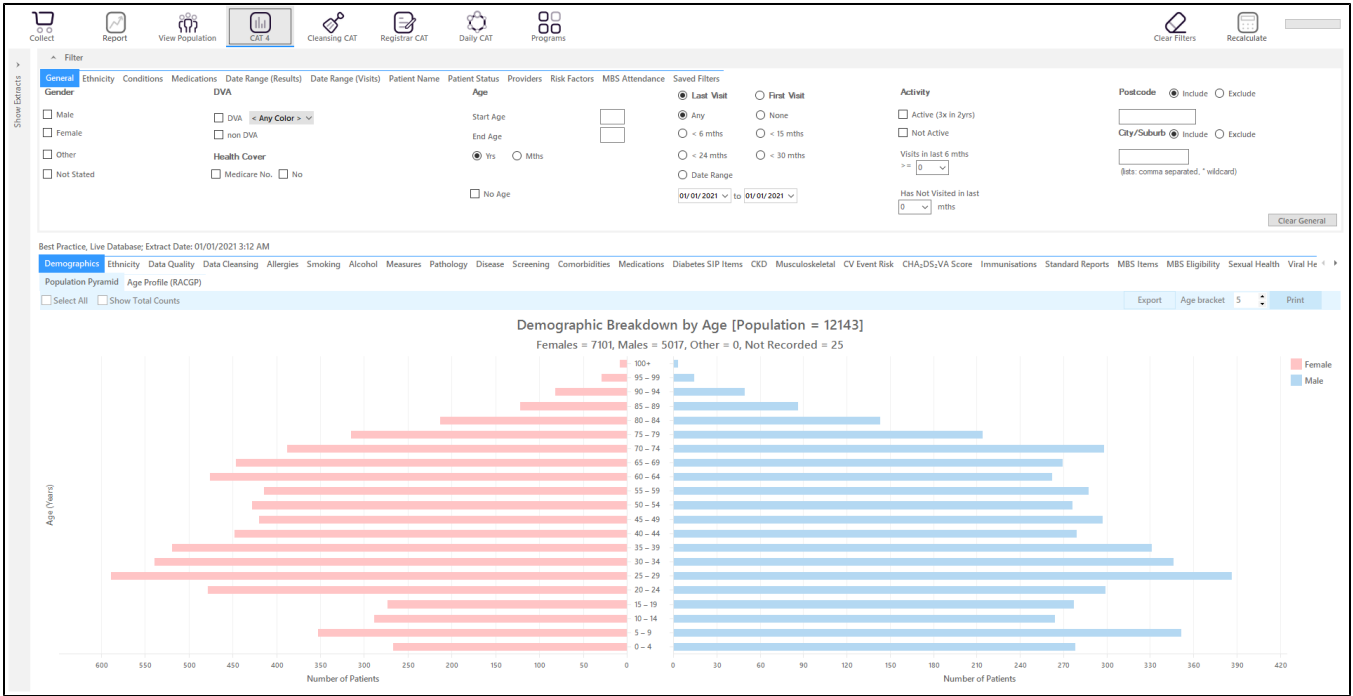 Collect Report View Population CAT 4 Cleansing CAT Registrar CAT Daily CAT Programs Clear Filters Recalculate
Show Extracts
Filter
General Ethnicity Conditions Medications Date Range (Results) Date Range (Visits) Patient Name Patient Status Providers Risk Factors MBS Attendance Saved Filters
Gender DVA Age Last Visit First Visit Activity Postcode Include Exclude
Male DVA < Any Color > Start Age Any None Active (3x in 2yrs)
Female non DVA End Age < 6 mths < 15 mths Not Active City/Suburb Include Exclude
Other Health Cover Yrs Mths < 24 mths < 30 mths Visits in last 6 mths
>= 0
Not Stated Medicare No. No Date Range (lists: comma separated, * wildcard)
No Age 01/01/2021 to 01/01/2021 Has Not Visited in last
0 mths
Clear General
Best Practice, Live Database; Extract Date: 01/01/2021 3:12 AM
Demographics Ethnicity Data Quality Data Cleansing Allergies Smoking Alcohol Measures Pathology Disease Screening Comorbidities Medications Diabetes SIP Items CKD Musculoskeletal CV Event Risk CHA₂DS₂VA Score Immunisations Standard Reports MBS Items MBS Eligibility Sexual Health Viral He
Population Pyramid Age Profile (RACGP)
Select All Show Total Counts Export Age bracket 5 Print
Demographic Breakdown by Age [Population = 12143]
Females = 7101, Males = 5017, Other = 0, Not Recorded = 25
Female
Male
Age (Years)
100+
95 – 99
90 – 94
85 – 89
80 – 84
75 – 79
70 – 74
65 – 69
60 – 64
55 – 59
50 – 54
45 – 49
40 – 44
35 – 39
30 – 34
25 – 29
20 – 24
15 – 19
10 – 14
5 – 9
0 – 4
600 550 500 450 400 350 300 250 200 150 100 50 0 0 30 60 90 120 150 180 210 240 270 300 330 360 390 420
Number of Patients Number of Patients